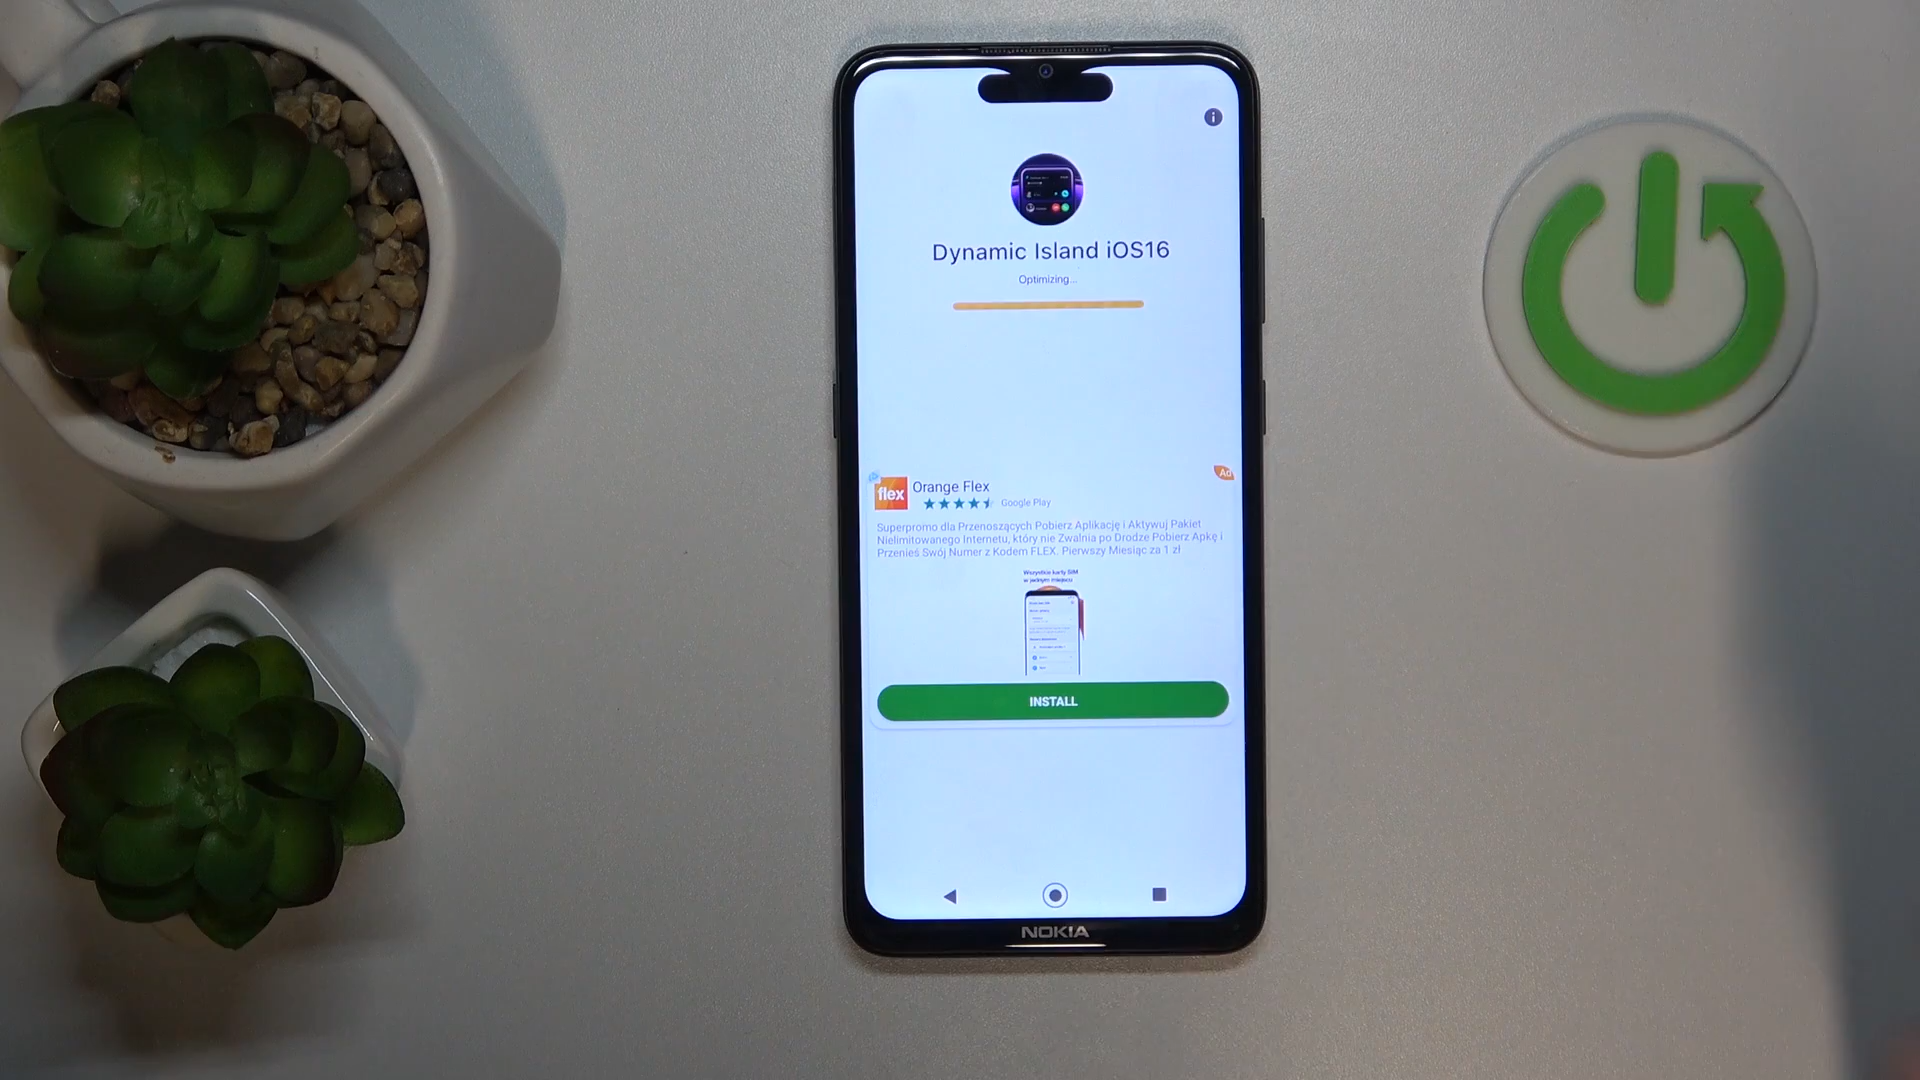 Dynamic Island iOS16
Optimizing...
flex
Orange Flex
Ad
Google Play
Superpromo dla Przenoszących Pobierz Aplikację i Aktywuj Pakiet
Nielimitowanego Internetu, który nie Zwalnia po Drodze Pobierz Apkę i
Przenieś Swój Numer z Kodem FLEX. Pierwszy Miesiąc za 1 zł
Wszystkie karty SIM
w jednym miejscu
INSTALL
NOKIA